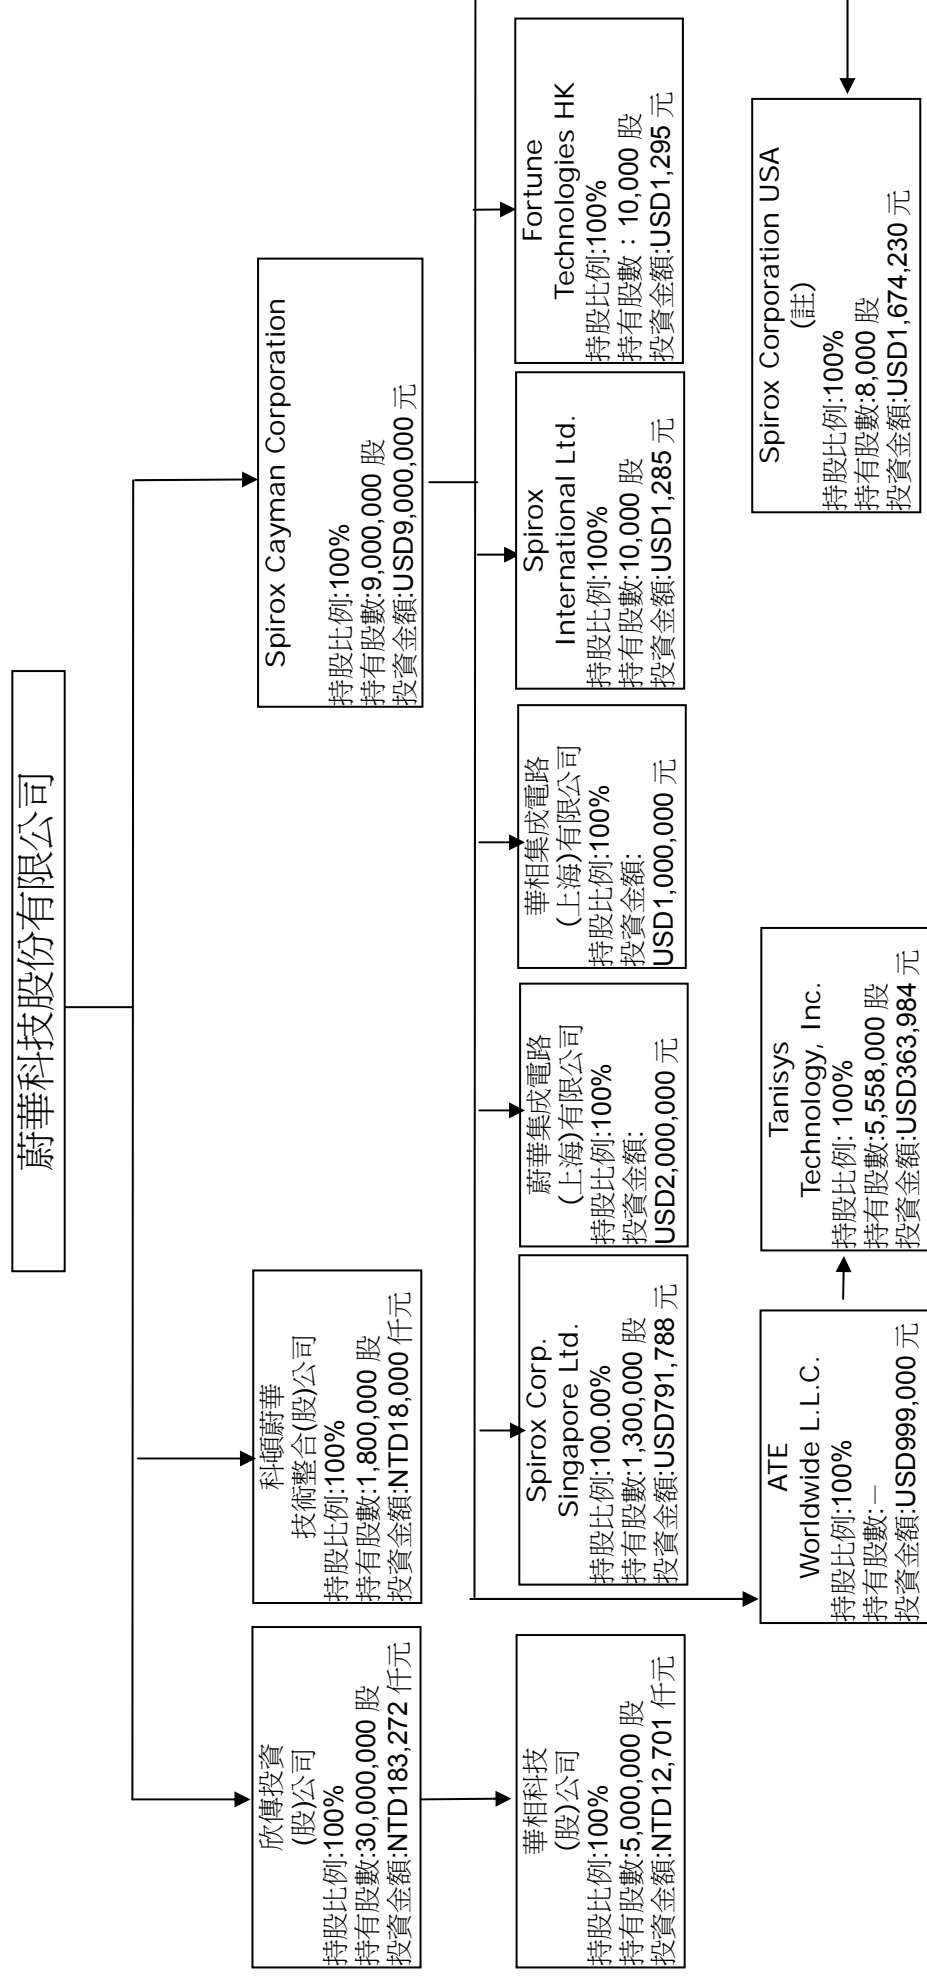 蔚華科技股份有限公司
欣傳投資
(股)公司
持股比例:100%
持有股數:30,000,000 股
投資金額:NTD183,272 仟元
科頓蔚華
技術整合(股)公司
持股比例:100%
持有股數:1,800,000 股
投資金額:NTD18,000 仟元
Spirox Cayman Corporation
持股比例:100%
持有股數:9,000,000 股
投資金額:USD9,000,000 元
華相科技
(股)公司
持股比例:100%
持有股數:5,000,000 股
投資金額:NTD12,701 仟元
Spirox Corp.
Singapore Ltd.
持股比例:100.00%
持有股數:1,300,000 股
投資金額:USD791,788 元
蔚華集成電路
(上海)有限公司
持股比例:100%
投資金額:
USD2,000,000 元
華相集成電路
(上海)有限公司
持股比例:100%
投資金額:
USD1,000,000 元
Spirox
International Ltd.
持股比例:100%
持有股數:10,000 股
投資金額:USD1,285 元
Fortune
Technologies HK
持股比例:100%
持有股數：10,000 股
投資金額:USD1,295 元
ATE
Worldwide L.L.C.
持股比例:100%
持有股數:－
投資金額:USD999,000 元
Tanisys
Technology, Inc.
持股比例: 100%
持有股數:5,558,000 股
投資金額:USD363,984 元
Spirox Corporation USA
(註)
持股比例:100%
持有股數:8,000 股
投資金額:USD1,674,230 元